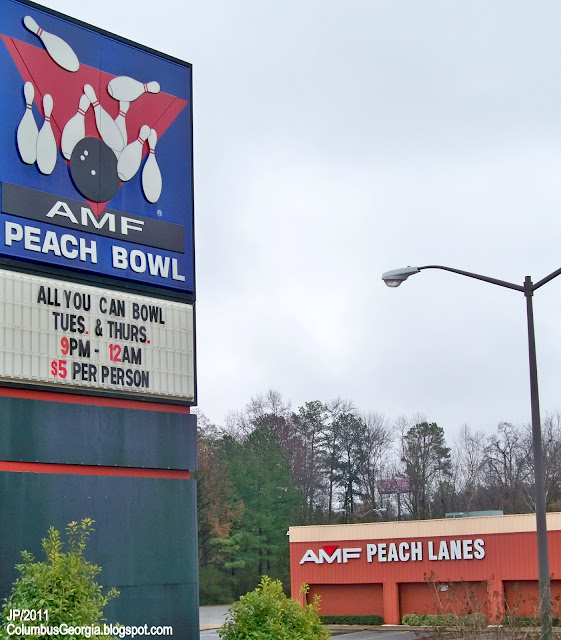 AMF
PEACH BOWL
ALL YOU CAN BOWL
TUES. & THURS.
9PM - 12AM
$5 PER PERSON
AMF PEACH LANES
JP/2011
ColumbusGeorgia.blogspot.com